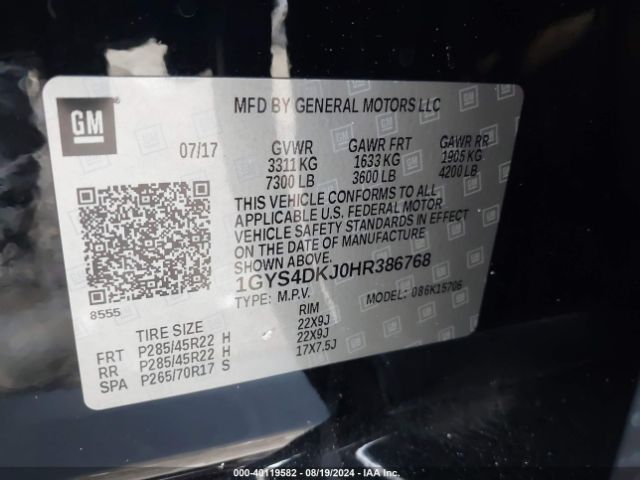 GM
MFD BY GENERAL MOTORS LLC
07/17 GVWR GAWR FRT GAWR RR
3311 KG 1633 KG 1905 KG
7300 LB 3600 LB 4200 LB
THIS VEHICLE CONFORMS TO ALL
APPLICABLE U.S. FEDERAL MOTOR
VEHICLE SAFETY STANDARDS IN EFFECT
ON THE DATE OF MANUFACTURE
SHOWN ABOVE.
1GYS4DKJ0HR386768
TYPE: M.P.V. MODEL: 086K15706
8555
TIRE SIZE RIM
FRT P285/45R22 H 22X9J
RR P285/45R22 H 22X9J
SPA P265/70R17 S 17X7.5J
000-40119582 - 08/19/2024 - IAA Inc.